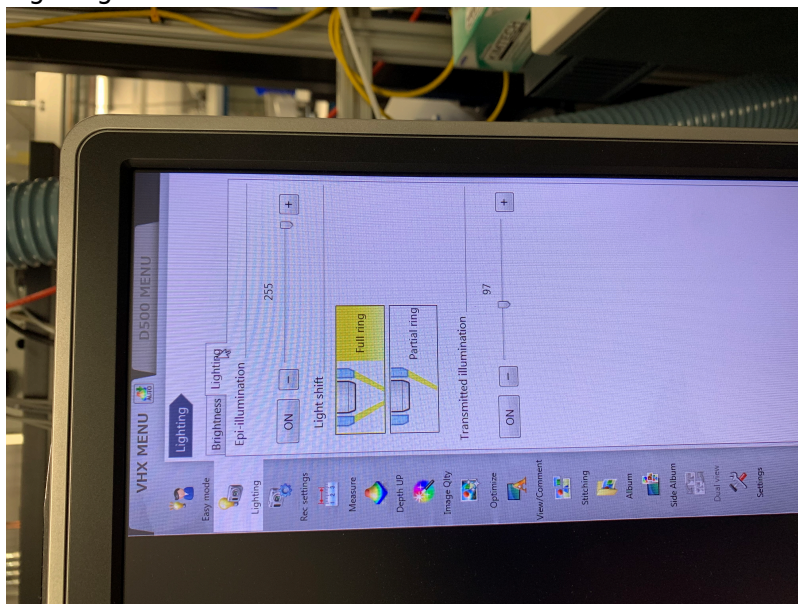 VHX MENU
D500 MENU
Easy mode
Lighting
Rec settings
Measure
Depth UP
Image Qlty
Optimize
View/Comment
Stitching
Album
Side Album
Dual view
Settings
Lighting
Brightness Lighting
Epi-illumination
255
ON − +
Light shift
Full ring
Partial ring
Transmitted illumination
97
ON − +